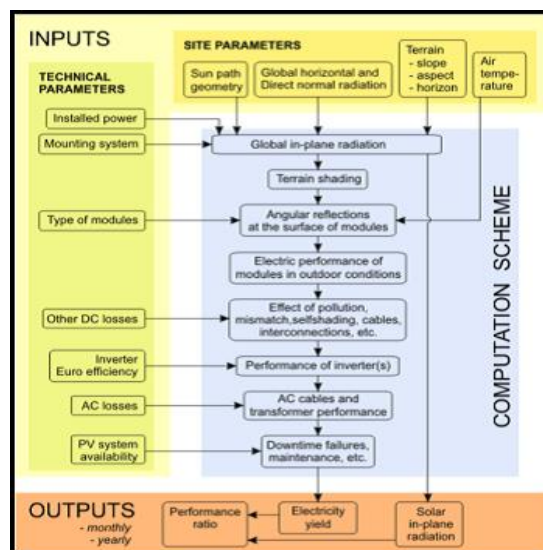 INPUTS
SITE PARAMETERS
Sun path
geometry
Global horizontal and
Direct normal radiation
Terrain
- slope
- aspect
- horizon
Air
tempe-
rature
TECHNICAL
PARAMETERS
Installed power
Mounting system
Type of modules
Other DC losses
Inverter
Euro efficiency
AC losses
PV system
availability
Global in-plane radiation
Terrain shading
Angular reflections
at the surface of modules
Electric performance of
modules in outdoor conditions
Effect of pollution,
mismatch,selfshading, cables,
interconnections, etc.
Performance of inverter(s)
AC cables and
transformer performance
Downtime failures,
maintenance, etc.
COMPUTATION SCHEME
OUTPUTS
- monthly
- yearly
Performance
ratio
Electricity
yield
Solar
in-plane
radiation